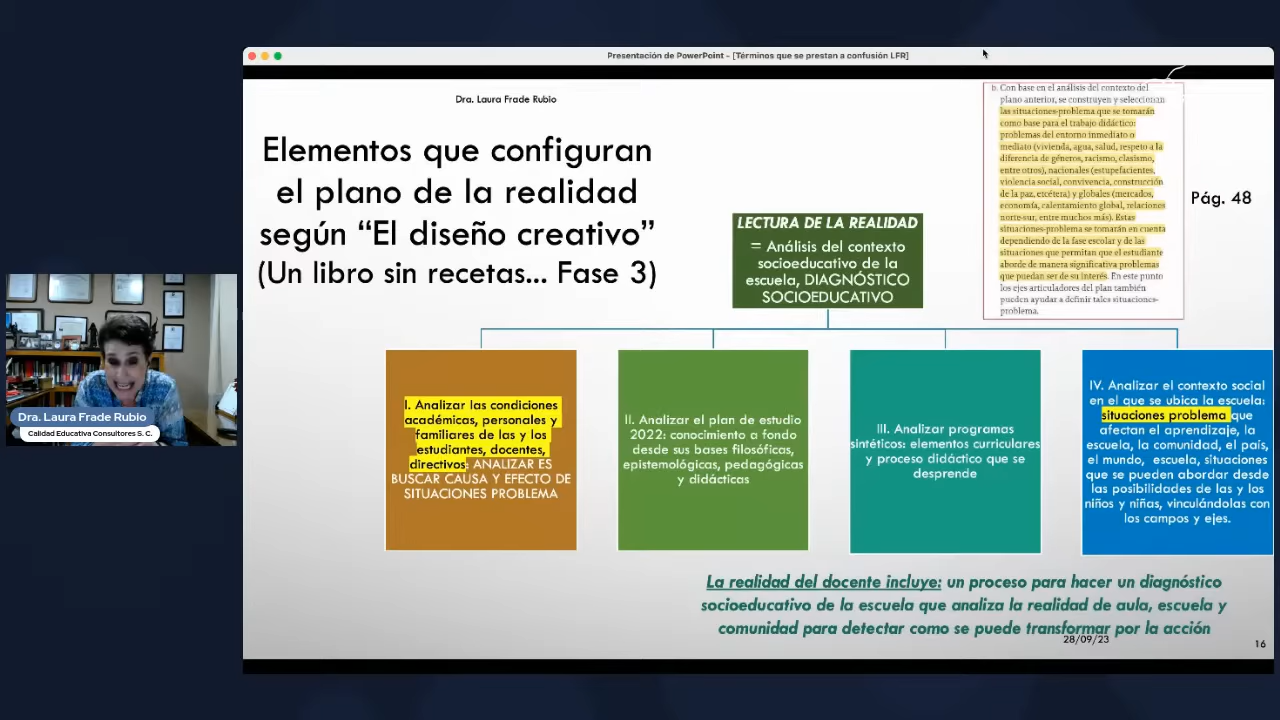 Presentación de PowerPoint - [Términos que se prestan a confusión LFR]
Dra. Laura Frade Rubio
Elementos que configuran
el plano de la realidad
según “El diseño creativo”
(Un libro sin recetas... Fase 3)
b. Con base en el análisis del contexto del
plano anterior, se construyen y seleccionan
las situaciones-problema que se tomarán
como base para el trabajo didáctico:
problemas del entorno inmediato o
mediato (vivienda, agua, salud, respeto a la
diferencia de géneros, racismo, clasismo,
entre otros), nacionales (estupefacientes,
violencia social, convivencia, construcción
de la paz, etcétera) y globales (mercados,
economía, calentamiento global, relaciones
norte-sur, entre muchos más). Estas
situaciones-problema se tomarán en cuenta
dependiendo de la fase escolar y de las
situaciones que permitan que el estudiante
aborde de manera significativa problemas
que puedan ser de su interés. En este punto
los ejes articuladores del plan también
pueden ayudar a definir tales situaciones-
problema.
Pág. 48
LECTURA DE LA REALIDAD
= Análisis del contexto
socioeducativo de la
escuela, DIAGNÓSTICO
SOCIOEDUCATIVO
I. Analizar las condiciones
académicas, personales y
familiares de las y los
estudiantes, docentes,
directivos: ANALIZAR ES
BUSCAR CAUSA Y EFECTO DE
SITUACIONES PROBLEMA
II. Analizar el plan de estudio
2022: conocimiento a fondo
desde sus bases filosóficas,
epistemológicas, pedagógicas
y didácticas
III. Analizar programas
sintéticos: elementos curriculares
y proceso didáctico que se
desprende
IV. Analizar el contexto social
en el que se ubica la escuela:
situaciones problema que
afectan el aprendizaje, la
escuela, la comunidad, el país,
el mundo, escuela, situaciones
que se pueden abordar desde
las posibilidades de las y los
niños y niñas, vinculándolas con
los campos y ejes.
La realidad del docente incluye: un proceso para hacer un diagnóstico
socioeducativo de la escuela que analiza la realidad de aula, escuela y
comunidad para detectar como se puede transformar por la acción
28/09/23
16
Dra. Laura Frade Rubio
Calidad Educativa Consultores S. C.